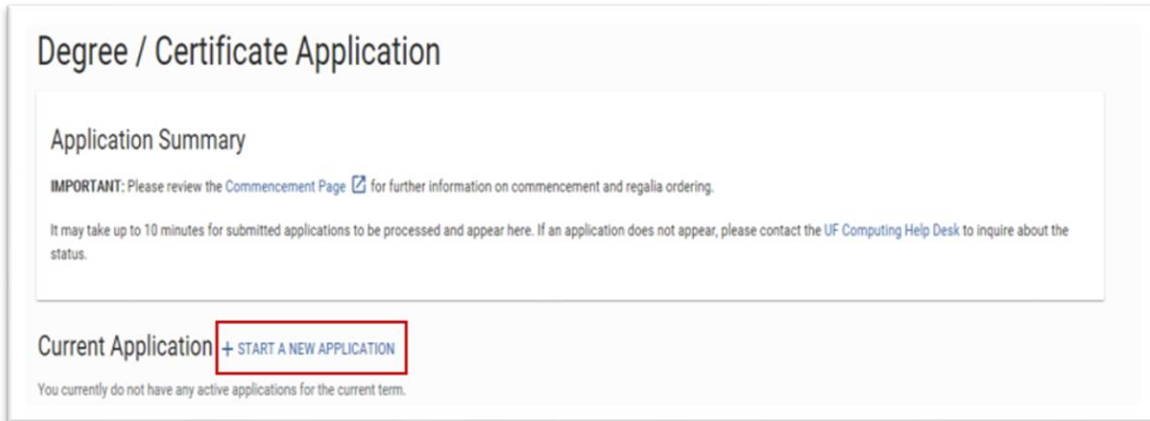 Degree / Certificate Application
Application Summary
IMPORTANT: Please review the Commencement Page for further information on commencement and regalia ordering.
It may take up to 10 minutes for submitted applications to be processed and appear here. If an application does not appear, please contact the UF Computing Help Desk to inquire about the
status.
Current Application + START A NEW APPLICATION
You currently do not have any active applications for the current term.